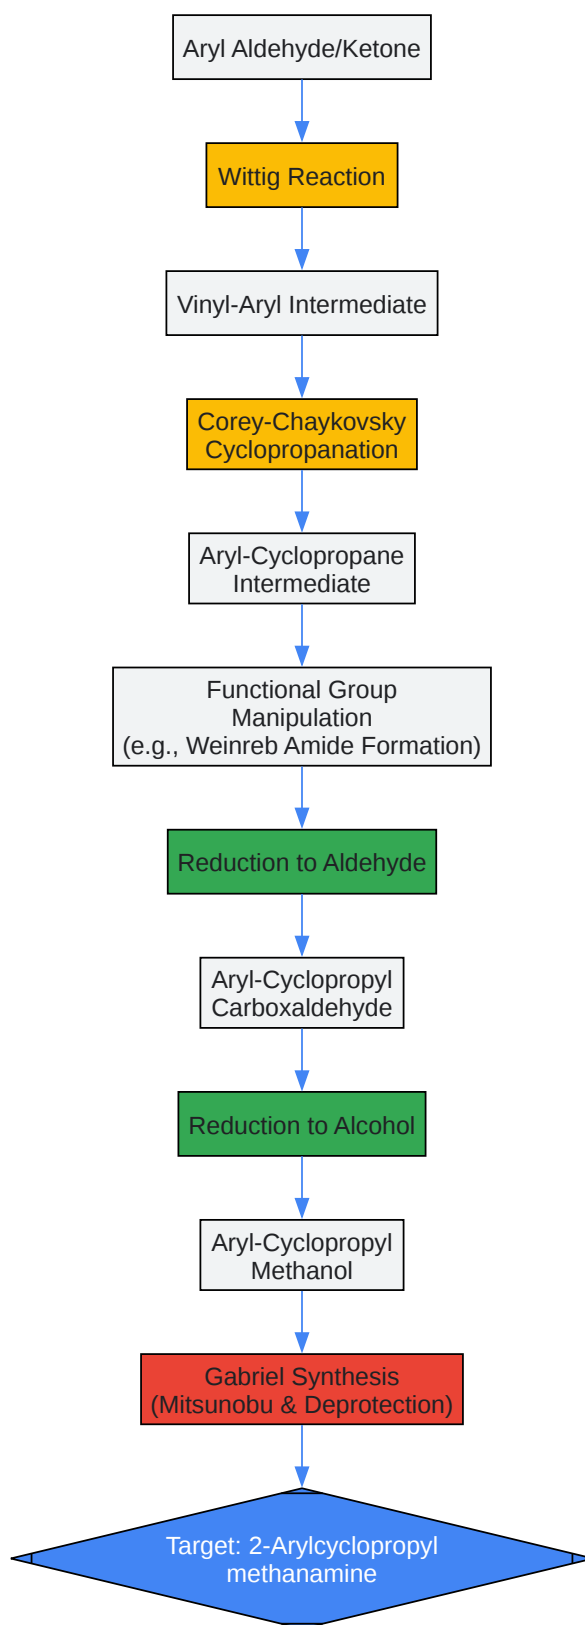 Aryl Aldehyde/Ketone
Wittig Reaction
Vinyl-Aryl Intermediate
Corey-Chaykovsky
Cyclopropanation
Aryl-Cyclopropane
Intermediate
Functional Group
Manipulation
(e.g., Weinreb Amide Formation)
Reduction to Aldehyde
Aryl-Cyclopropyl
Carboxaldehyde
Reduction to Alcohol
Aryl-Cyclopropyl
Methanol
Gabriel Synthesis
(Mitsunobu & Deprotection)
Target: 2-Arylcyclopropyl
methanamine